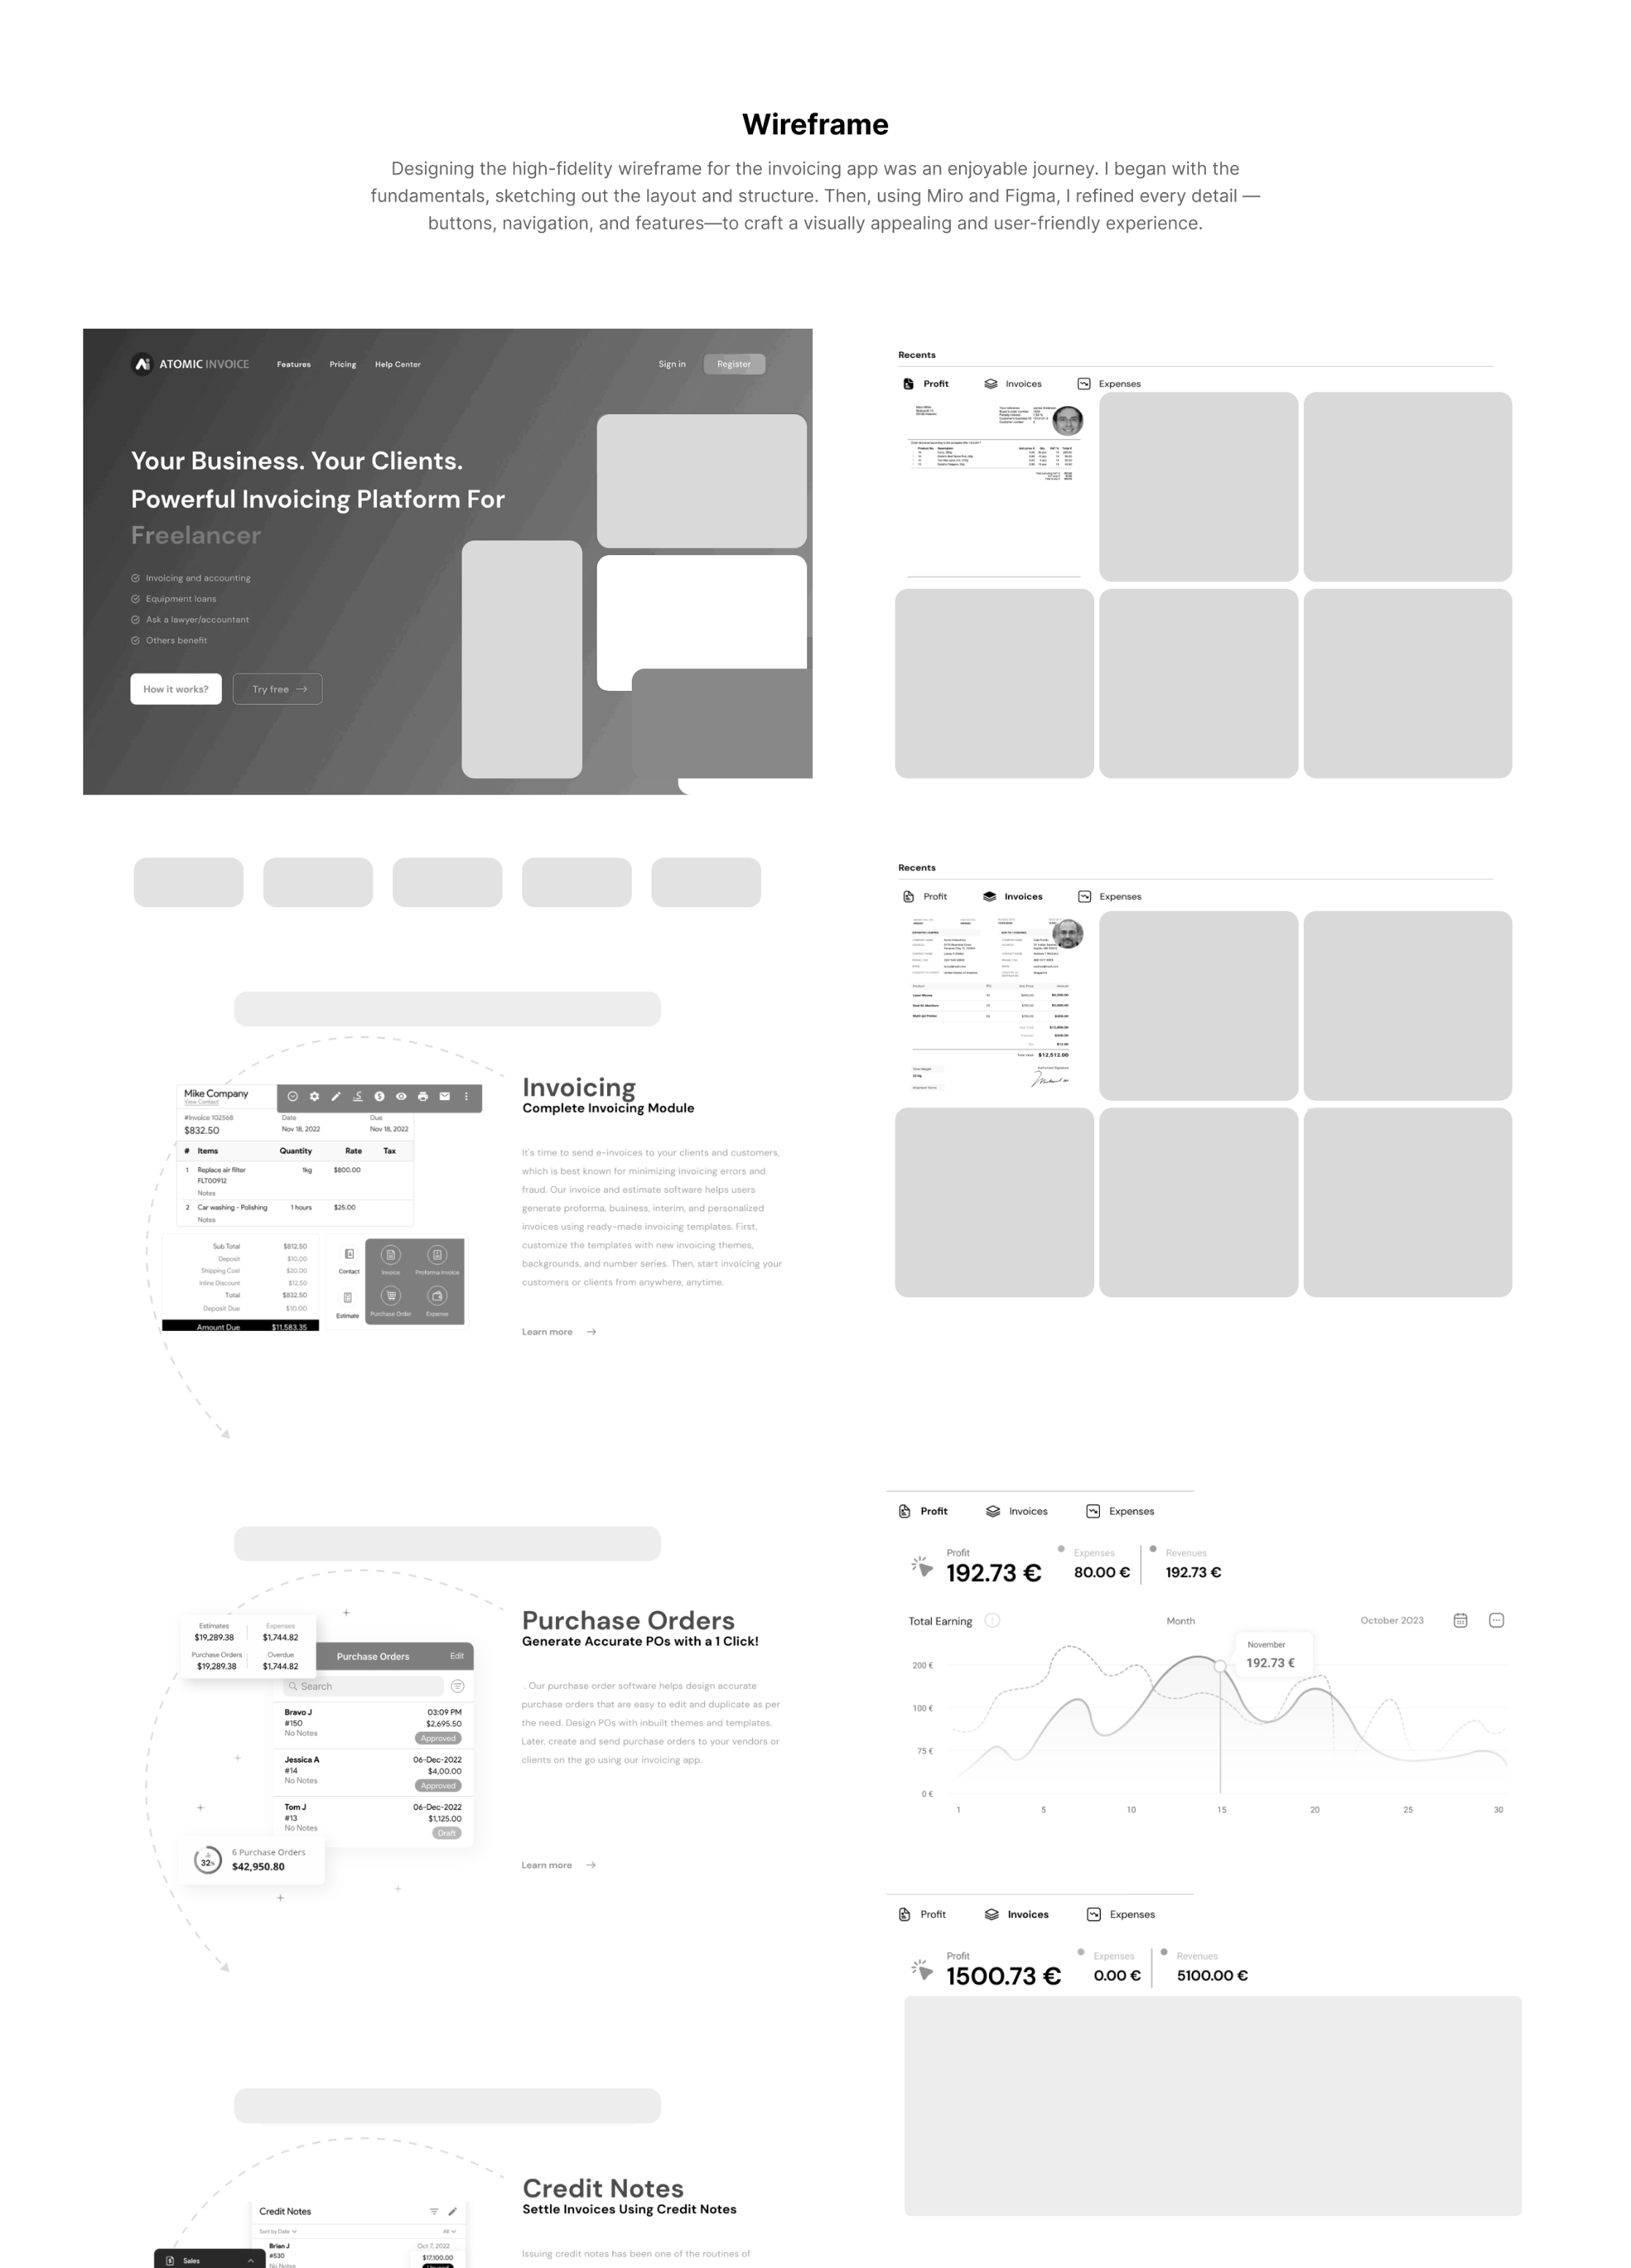 Wireframe
Designing the high-fidelity wireframe for the invoicing app was an enjoyable journey. I began with the
fundamentals, sketching out the layout and structure. Then, using Miro and Figma, I refined every detail —
buttons, navigation, and features—to craft a visually appealing and user-friendly experience.
ATOMIC INVOICE
Features Pricing Help Center
Sign in Register
Your Business. Your Clients.
Powerful Invoicing Platform For
Freelancer
Invoicing and accounting
Equipment loans
Ask a lawyer/accountant
Others benefit
How it works? Try free
Invoicing
Complete Invoicing Module
Mike Company
View Contact
#Invoice 102568 Date Due
$832.50 Nov 18, 2022 Nov 18, 2022
# Items Quantity Rate Tax
1 Replace air filter 1kg $800.00
FLT00912
Notes
2 Car washing - Polishing 1 hours $25.00
Notes
Sub Total $812.50
Deposit $10.00
Shipping Cost $20.00
Inline Discount $12.50
Total $832.50
Deposit Due $10.00
Amount Due $11,583.35
Contact Invoice Proforma Invoice
Estimate Purchase Order Expense
It's time to send e-invoices to your clients and customers,
which is best known for minimizing invoicing errors and
fraud. Our invoice and estimate software helps users
generate proforma, business, interim, and personalized
invoices using ready-made invoicing templates. First,
customize the templates with new invoicing themes,
backgrounds, and number series. Then, start invoicing your
customers or clients from anywhere, anytime.
Learn more
Purchase Orders
Generate Accurate POs with a 1 Click!
Estimates Expenses
$19,289.38 $1,744.82
Purchase Orders Overdue
$19,289.38 $1,744.82
Purchase Orders Edit
Search
Bravo J 03:09 PM
#150 $2,695.50
No Notes Approved
Jessica A 06-Dec-2022
#14 $4,00.00
No Notes Approved
Tom J 06-Dec-2022
#13 $1,125.00
No Notes Draft
32% 6 Purchase Orders
$42,950.80
. Our purchase order software helps design accurate
purchase orders that are easy to edit and duplicate as per
the need. Design POs with inbuilt themes and templates.
Later, create and send purchase orders to your vendors or
clients on the go using our invoicing app.
Learn more
Credit Notes
Settle Invoices Using Credit Notes
Credit Notes
Sort by Date All
Brian J Oct 7, 2022
#530 $17,100.00
No Notes
Sales
Issuing credit notes has been one of the routines of
Recents
Profit Invoices Expenses
Recents
Profit Invoices Expenses
Product Unit Price Amount
$12,512.00
Profit Invoices Expenses
Profit Expenses Revenues
192.73 € 80.00 € 192.73 €
Total Earning Month October 2023
November
192.73 €
200 €
100 €
75 €
0 €
1 5 10 15 20 25 30
Profit Invoices Expenses
Profit Expenses Revenues
1500.73 € 0.00 € 5100.00 €